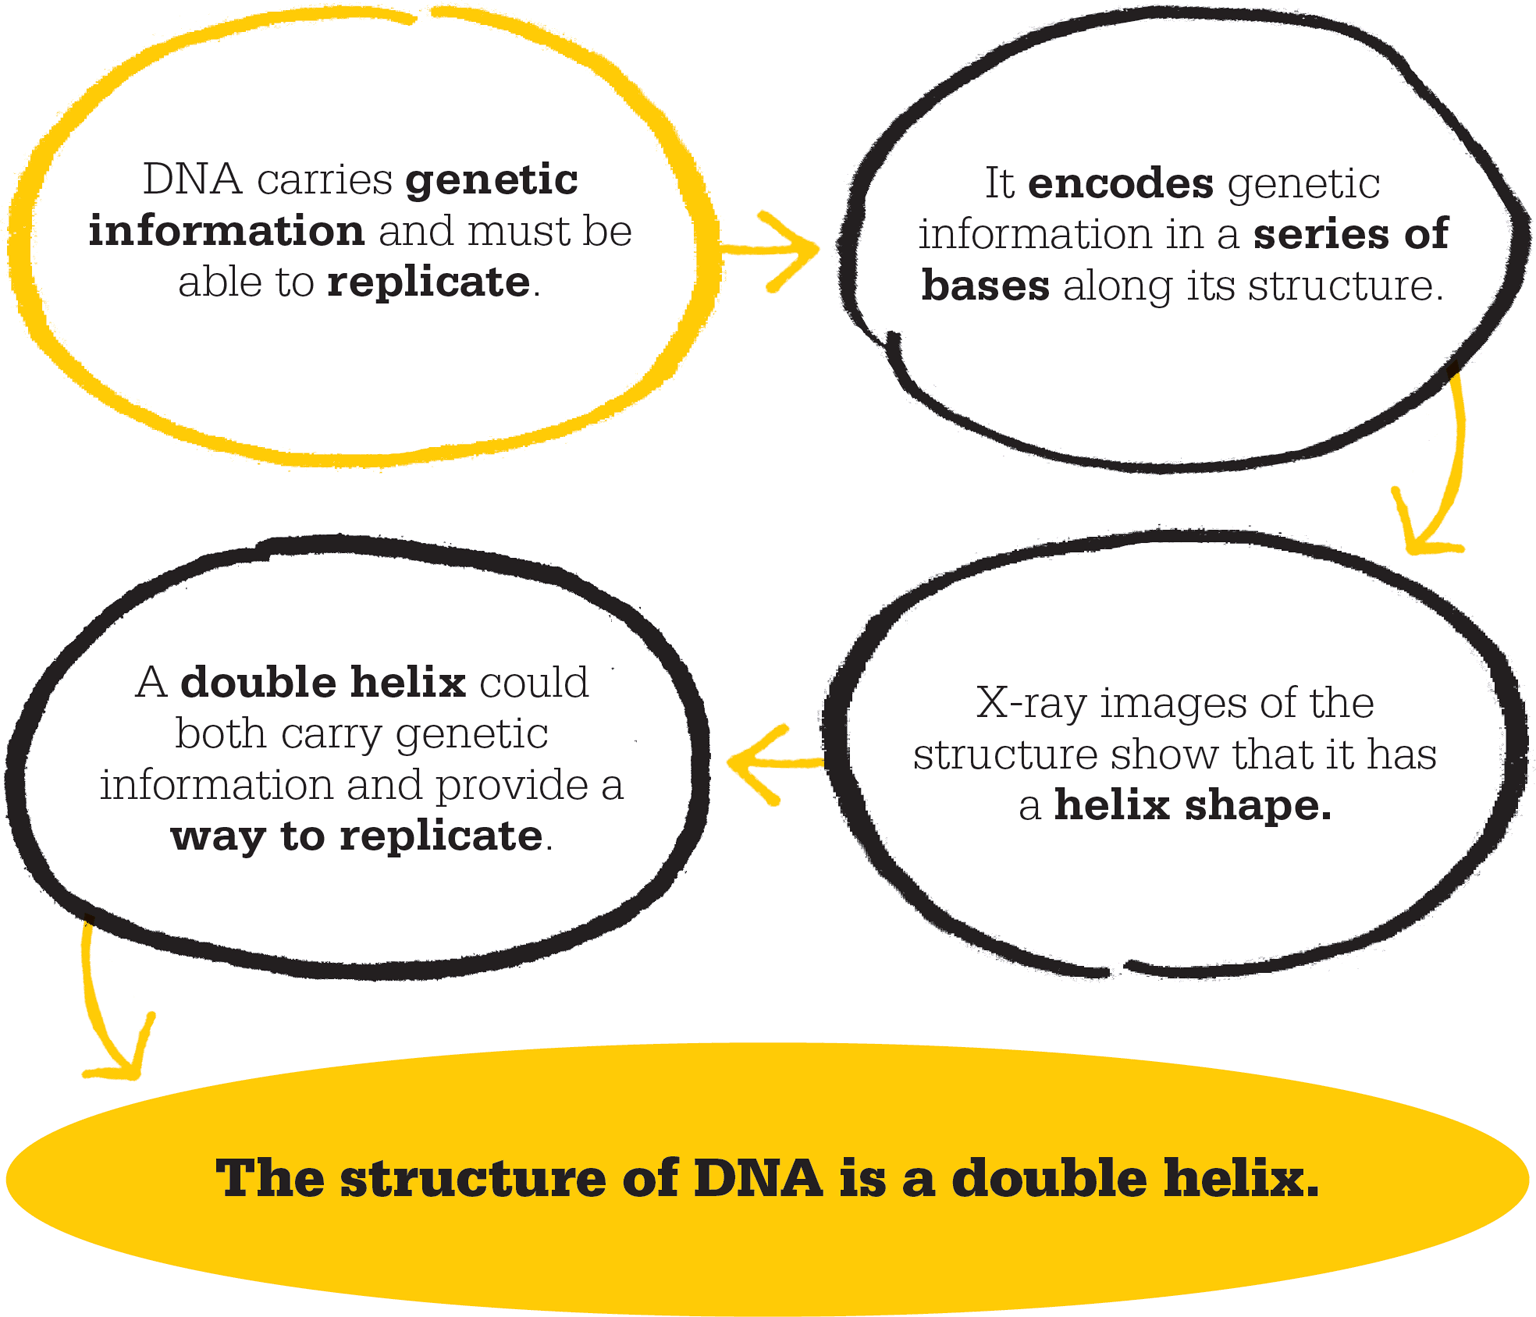 DNA carries genetic
information and must be
able to replicate.
It encodes genetic
information in a series of
bases along its structure.
X-ray images of the
structure show that it has
a helix shape.
A double helix could
both carry genetic
information and provide a
way to replicate.
The structure of DNA is a double helix.